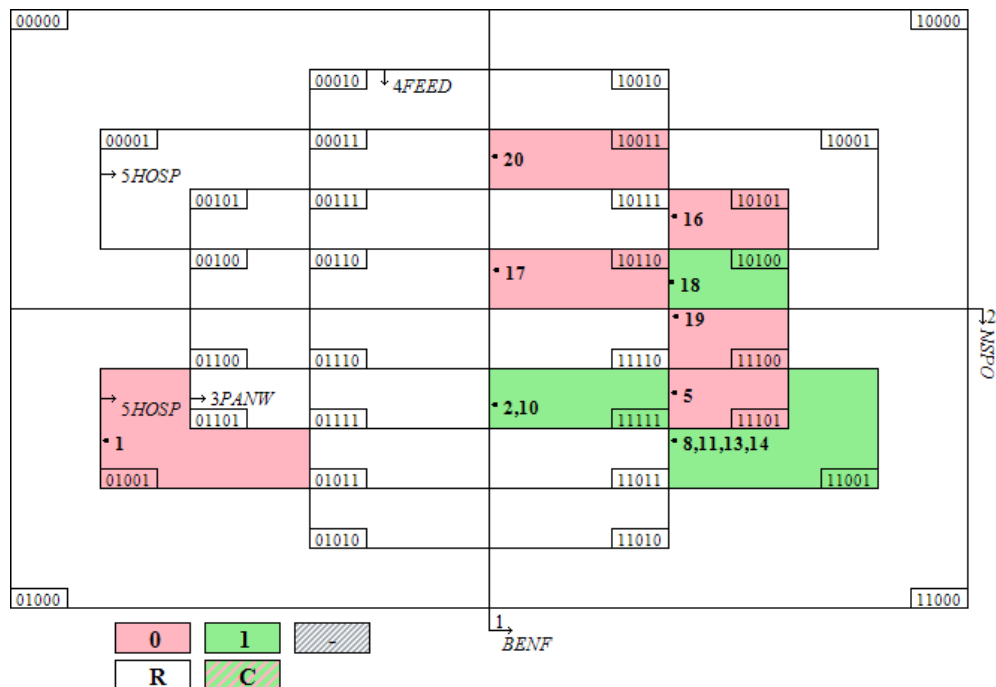 00000 10000
00010 4FEED 10010
00001 00011 10011 10001
20
5HOSP
00101 00111 10111 10101
16
00100 00110 10110 10100
17 18
2
19
01100 01110 11110 11100
MSPO
5HOSP 3PANW 2,10 5
01101 01111 11111 11101
1 8,11,13,14
01001 01011 11011 11001
01010 11010
01000 11000
1
BENF
0 1 -
R C